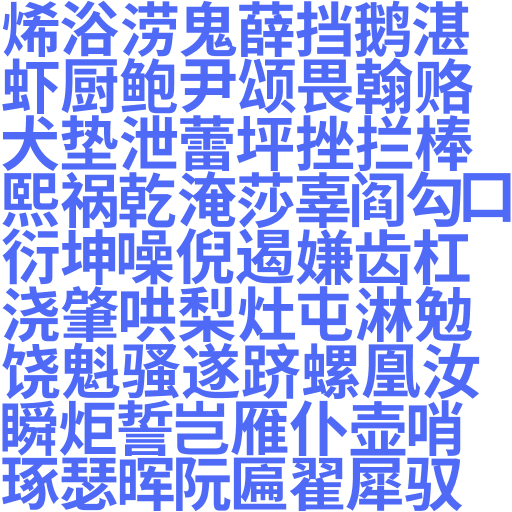 烯浴涝鬼薛挡鹅湛
虾厨鲍尹颂畏翰赂
犬垫泄蕾坪挫拦棒
熙祸乾淹莎辜阎勾口
衍坤噪倪遏嫌齿杠
浇肇哄梨灶屯淋勉
饶魁骚遂跻螺凰汝
瞬炬誓岂雁仆壶哨
琢瑟晖阮匾翟犀驭